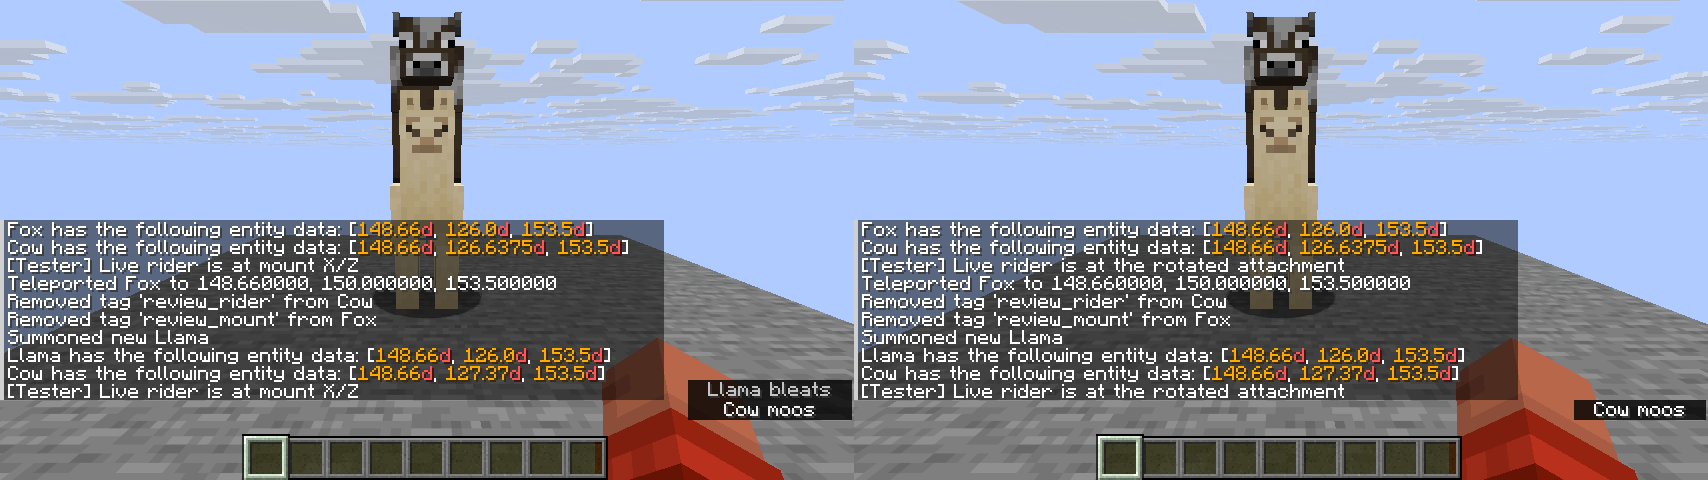 Fox has the following entity data: [148.66d, 126.0d, 153.5d]
Cow has the following entity data: [148.66d, 126.6375d, 153.5d]
[Tester] Live rider is at mount X/Z
Teleported Fox to 148.660000, 150.000000, 153.500000
Removed tag 'review_rider' from Cow
Removed tag 'review_mount' from Fox
Summoned new Llama
Llama has the following entity data: [148.66d, 126.0d, 153.5d]
Cow has the following entity data: [148.66d, 127.37d, 153.5d]
[Tester] Live rider is at mount X/Z
Llama bleats
Cow moos
Fox has the following entity data: [148.66d, 126.0d, 153.5d]
Cow has the following entity data: [148.66d, 126.6375d, 153.5d]
[Tester] Live rider is at the rotated attachment
Teleported Fox to 148.660000, 150.000000, 153.500000
Removed tag 'review_rider' from Cow
Removed tag 'review_mount' from Fox
Summoned new Llama
Llama has the following entity data: [148.66d, 126.0d, 153.5d]
Cow has the following entity data: [148.66d, 127.37d, 153.5d]
[Tester] Live rider is at the rotated attachment
Cow moos